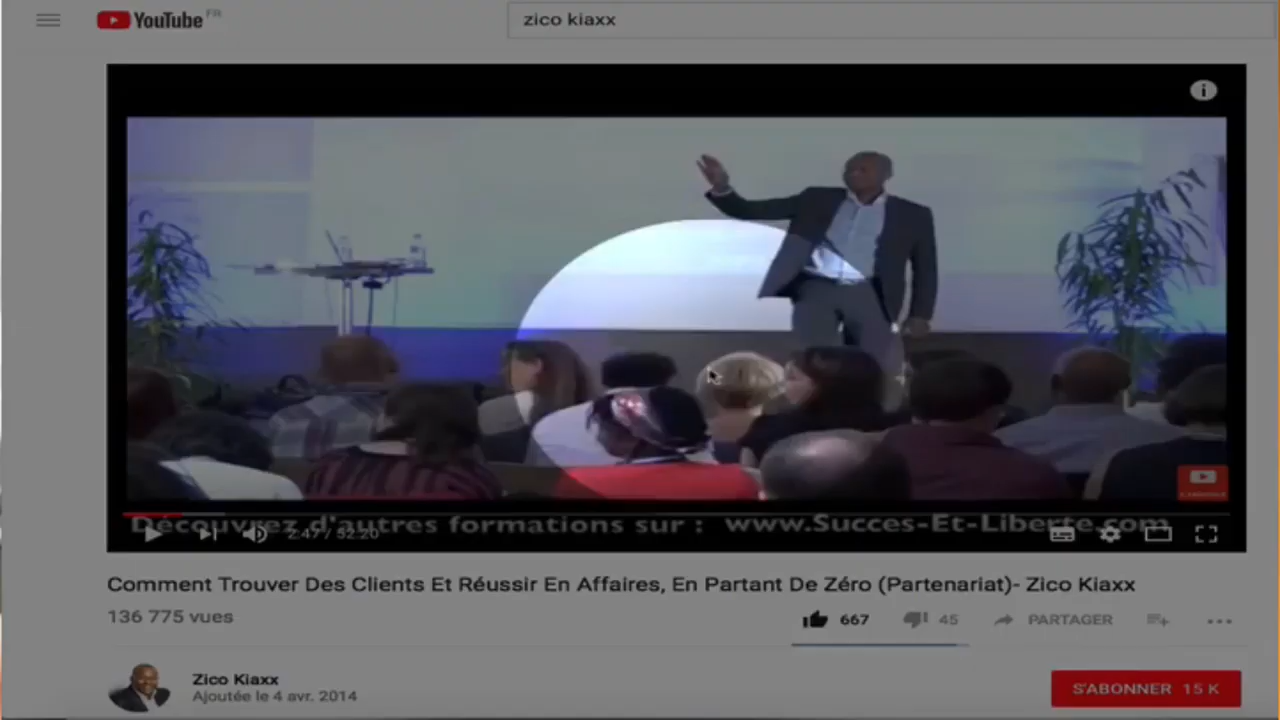 YouTube FR
zico kiaxx
Découvrez d'autres formations sur : www.Succes-Et-Liberte.com
2:47 / 52:20
Comment Trouver Des Clients Et Réussir En Affaires, En Partant De Zéro (Partenariat)- Zico Kiaxx
136 775 vues
667
45
PARTAGER
Zico Kiaxx
Ajoutée le 4 avr. 2014
S'ABONNER 15 K